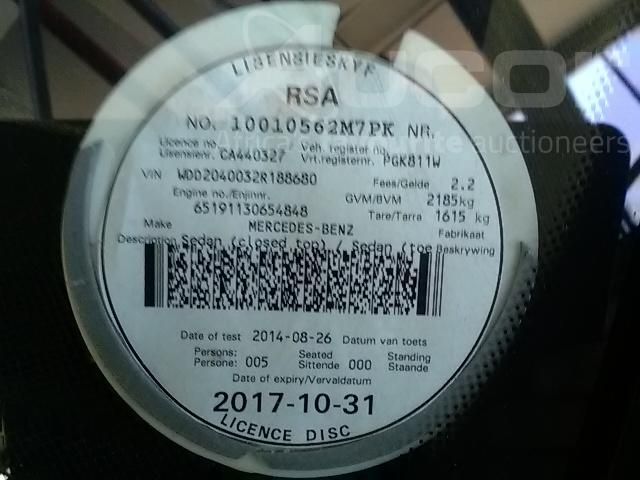 AUCOR
Africa's favourite auctioneers
LISENSIESKYF
RSA
NO. 10010562M7PK NR.
Licence no. Veh. register no.
Lisensienr. CA440327 Vrt.registernr. PGK811W
VIN WDD2040032R188680 Fees/Gelde 2.2
Engine no./Enjinnr. GVM/BVM 2185kg
65191130654848 Tare/Tarra 1615 kg
Make MERCEDES-BENZ Fabrikaat
Description Sedan (closed top) / Sedan (toe Beskrywing
Date of test 2014-08-26 Datum van toets
Persons: Seated Standing
Persone: 005 Sittende 000 Staande
Date of expiry/Vervaldatum
2017-10-31
LICENCE DISC